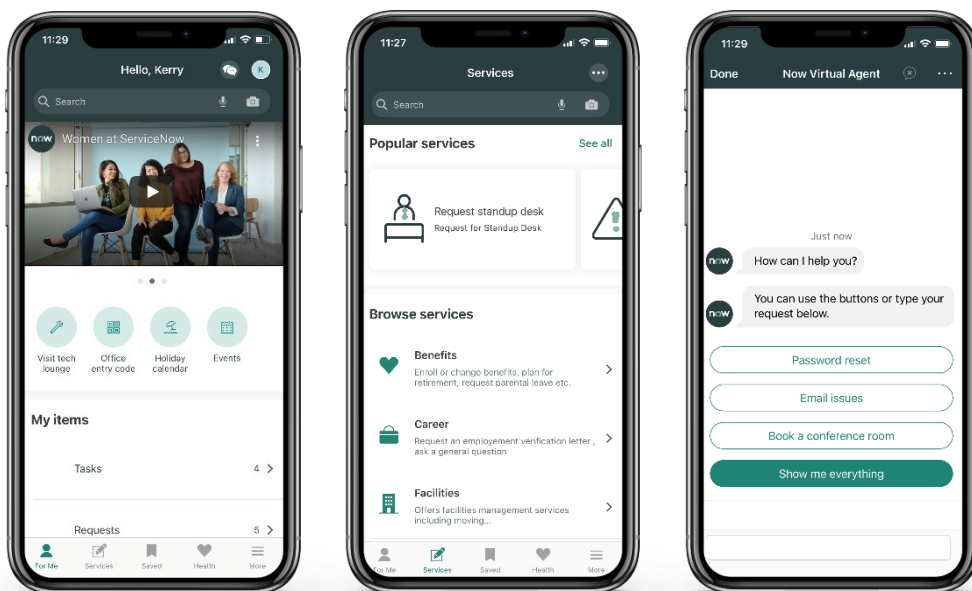 11:29
Hello, Kerry
K
Search
now
Women at ServiceNow
Visit tech
lounge
Office
entry code
Holiday
calendar
Events
My items
Tasks
4
Requests
5
For Me
Services
Saved
Health
More
11:27
Services
Search
Popular services
See all
Request standup desk
Request for Standup Desk
Browse services
Benefits
Enroll or change benefits, plan for
retirement, request parental leave etc.
Career
Request an employement verification letter ,
ask a general question
Facilities
Offers facilities management services
including moving...
For Me
Services
Saved
Health
More
11:29
Done
Now Virtual Agent
Just now
now
How can I help you?
now
You can use the buttons or type your
request below.
Password reset
Email issues
Book a conference room
Show me everything